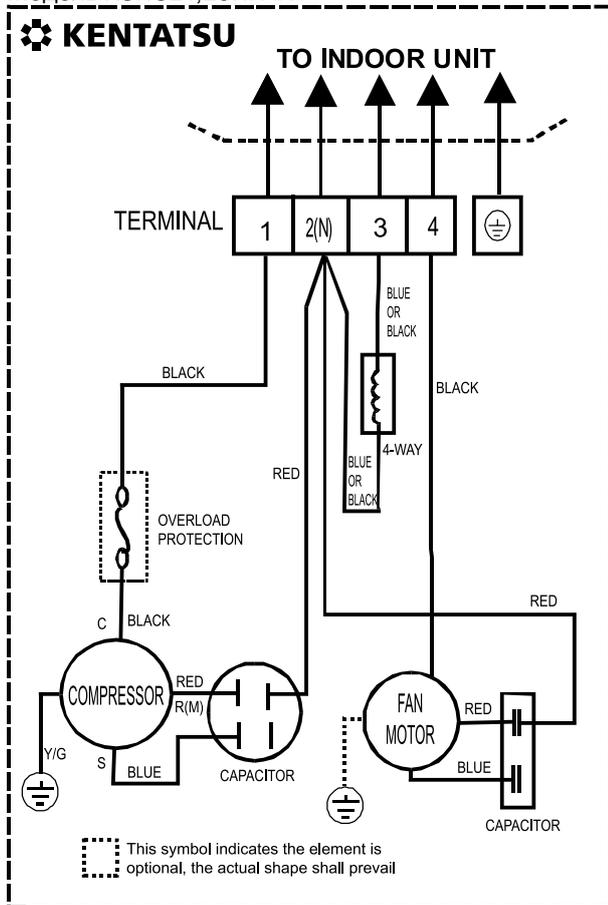 KENTATSU
TO INDOOR UNIT
TERMINAL
1
2(N)
3
4
BLUE
OR
BLACK
BLACK
BLACK
4-WAY
RED
BLUE
OR
BLACK
OVERLOAD
PROTECTION
RED
C
BLACK
COMPRESSOR
RED
R(M)
FAN
MOTOR
RED
Y/G
S
BLUE
CAPACITOR
BLUE
CAPACITOR
This symbol indicates the element is
optional, the actual shape shall prevail